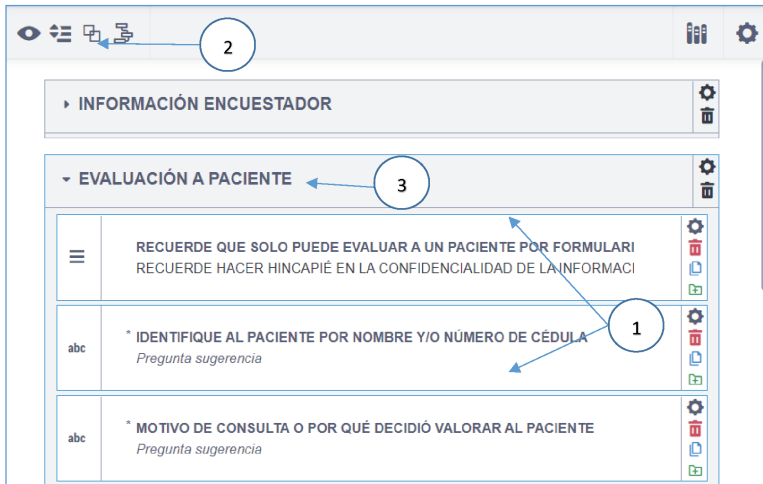 2
INFORMACIÓN ENCUESTADOR
EVALUACIÓN A PACIENTE
3
RECUERDE QUE SOLO PUEDE EVALUAR A UN PACIENTE POR FORMULARI
RECUERDE HACER HINCAPIÉ EN LA CONFIDENCIALIDAD DE LA INFORMACI
1
abc
* IDENTIFIQUE AL PACIENTE POR NOMBRE Y/O NÚMERO DE CÉDULA
Pregunta sugerencia
abc
* MOTIVO DE CONSULTA O POR QUÉ DECIDIÓ VALORAR AL PACIENTE
Pregunta sugerencia